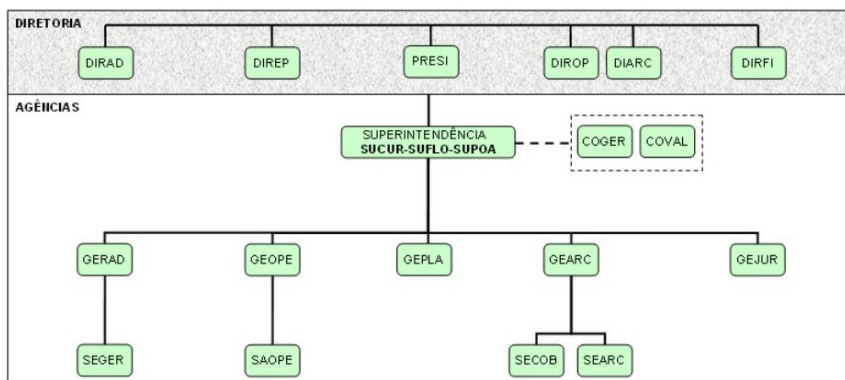 DIRETORIA
DIRAD DIREP PRESI DIROP DIARC DIRFI
AGÊNCIAS
SUPERINTENDÊNCIA
SUCUR-SUFLO-SUPOA
COGER COVAL
GERAD GEOPE GEPLA GEARC GEJUR
SEGER SAOPE SECOB SEARC